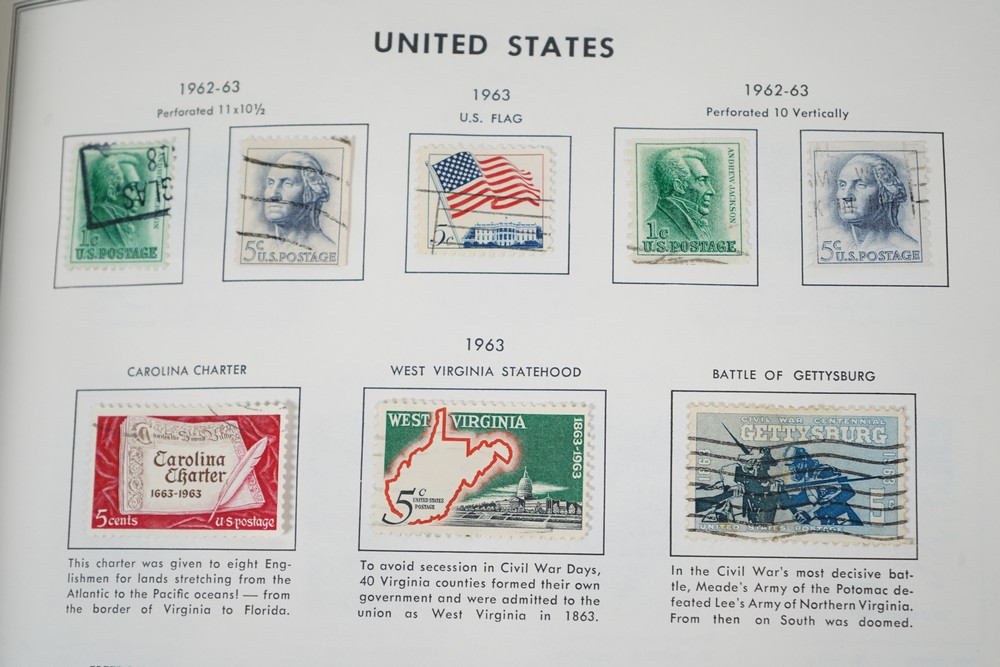 UNITED STATES
1962-63
Perforated 11x10½
1963
U.S. FLAG
1962-63
Perforated 10 Vertically
GLAS
1c
U.S.POSTAGE
5c
U.S.POSTAGE
5c
ANDREW JACKSON
1c
U.S.POSTAGE
5c
U.S.POSTAGE
1963
CAROLINA CHARTER
WEST VIRGINIA STATEHOOD
BATTLE OF GETTYSBURG
Carolina
Charter
1663-1963
5 cents
U·S·postage
WEST VIRGINIA
1863-1963
5c
UNITED STATES
POSTAGE
CIVIL WAR CENTENNIAL
GETTYSBURG
1863
1963
UNITED STATES POSTAGE
This charter was given to eight Eng-
lishmen for lands stretching from the
Atlantic to the Pacific oceans! — from
the border of Virginia to Florida.
To avoid secession in Civil War Days,
40 Virginia counties formed their own
government and were admitted to the
union as West Virginia in 1863.
In the Civil War's most decisive bat-
tle, Meade's Army of the Potomac de-
feated Lee's Army of Northern Virginia.
From then on South was doomed.